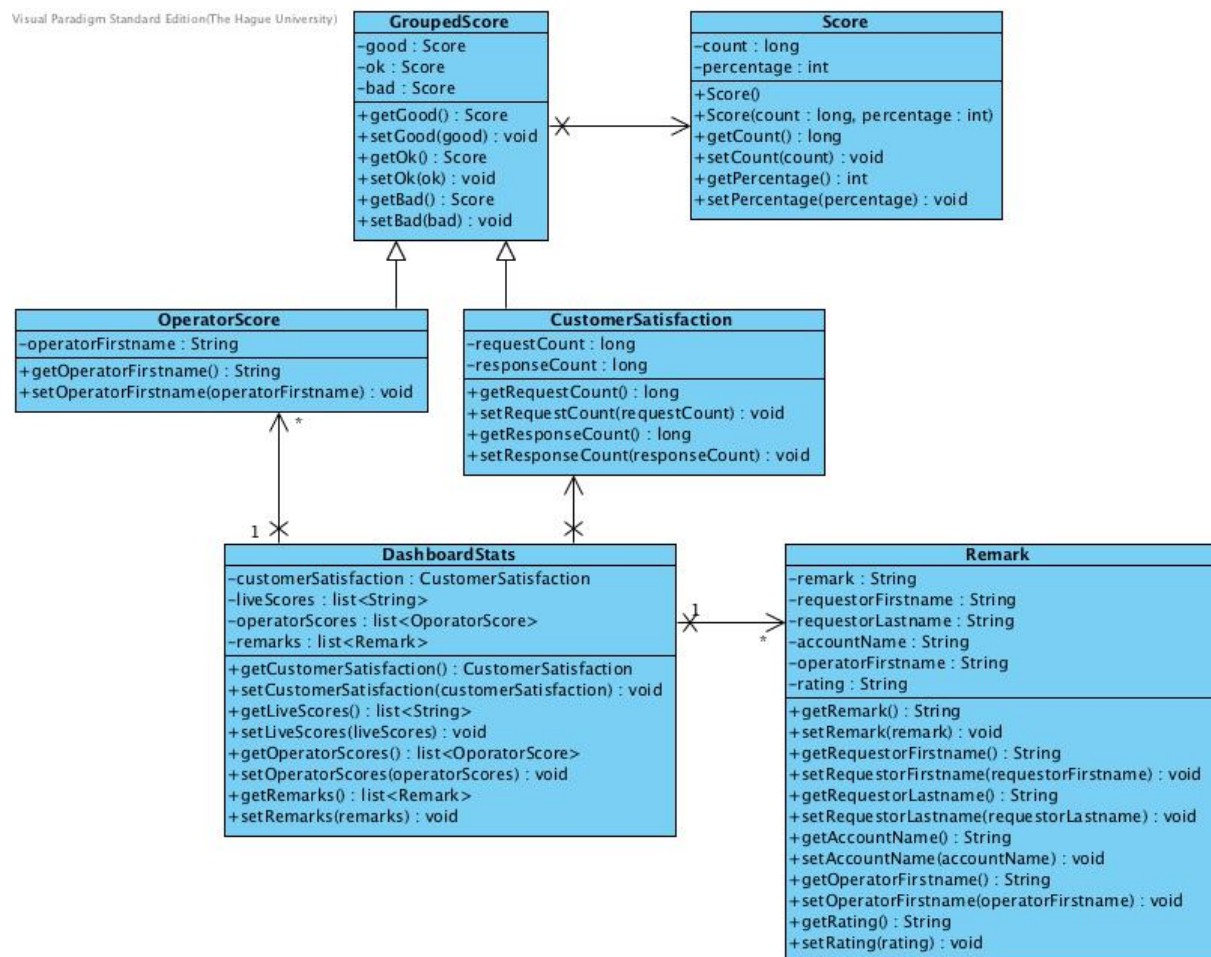 Visual Paradigm Standard Edition(The Hague University)
GroupedScore
-good : Score
-ok : Score
-bad : Score
+getGood() : Score
+setGood(good) : void
+getOk() : Score
+setOk(ok) : void
+getBad() : Score
+setBad(bad) : void
Score
-count : long
-percentage : int
+Score()
+Score(count : long, percentage : int)
+getCount() : long
+setCount(count) : void
+getPercentage() : int
+setPercentage(percentage) : void
OperatorScore
-operatorFirstname : String
+getOperatorFirstname() : String
+setOperatorFirstname(operatorFirstname) : void
CustomerSatisfaction
-requestCount : long
-responseCount : long
+getRequestCount() : long
+setRequestCount(requestCount) : void
+getResponseCount() : long
+setResponseCount(responseCount) : void
*
1
DashboardStats
-customerSatisfaction : CustomerSatisfaction
-liveScores : list<String>
-operatorScores : list<OporatorScore>
-remarks : list<Remark>
+getCustomerSatisfaction() : CustomerSatisfaction
+setCustomerSatisfaction(customerSatisfaction) : void
+getLiveScores() : list<String>
+setLiveScores(liveScores) : void
+getOperatorScores() : list<OporatorScore>
+setOperatorScores(operatorScores) : void
+getRemarks() : list<Remark>
+setRemarks(remarks) : void
1
*
Remark
-remark : String
-requestorFirstname : String
-requestorLastname : String
-accountName : String
-operatorFirstname : String
-rating : String
+getRemark() : String
+setRemark(remark) : void
+getRequestorFirstname() : String
+setRequestorFirstname(requestorFirstname) : void
+getRequestorLastname() : String
+setRequestorLastname(requestorLastname) : void
+getAccountName() : String
+setAccountName(accountName) : void
+getOperatorFirstname() : String
+setOperatorFirstname(operatorFirstname) : void
+getRating() : String
+setRating(rating) : void